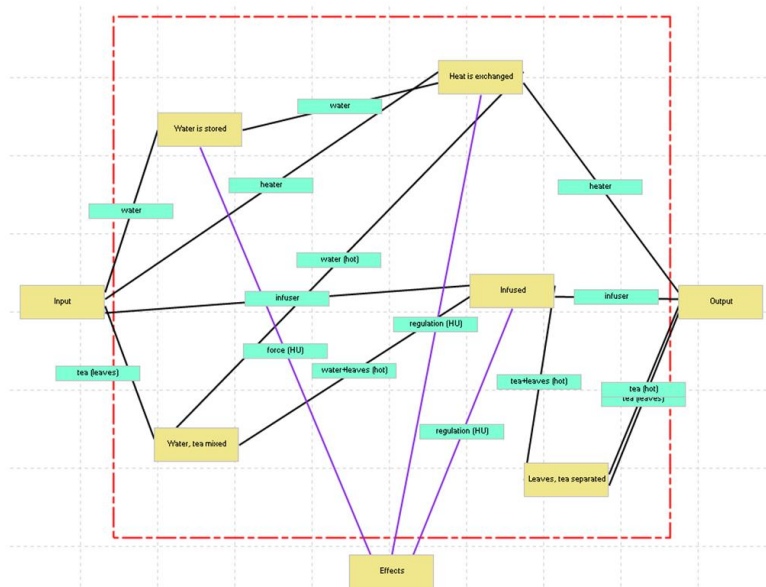 Heat is exchanged
water
Water is stored
heater
heater
water
water (hot)
Infused
Input
infuser
infuser
Output
regulation (HU)
force (HU)
water+leaves (hot)
tea (leaves)
tea+leaves (hot)
tea (hot)
tea (leaves)
regulation (HU)
Water, tea mixed
Leaves, tea separated
Effects